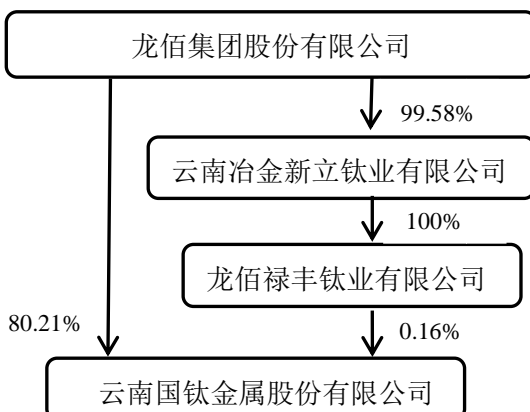 龙佰集团股份有限公司
99.58%
云南冶金新立钛业有限公司
100%
龙佰禄丰钛业有限公司
80.21%
0.16%
云南国钛金属股份有限公司